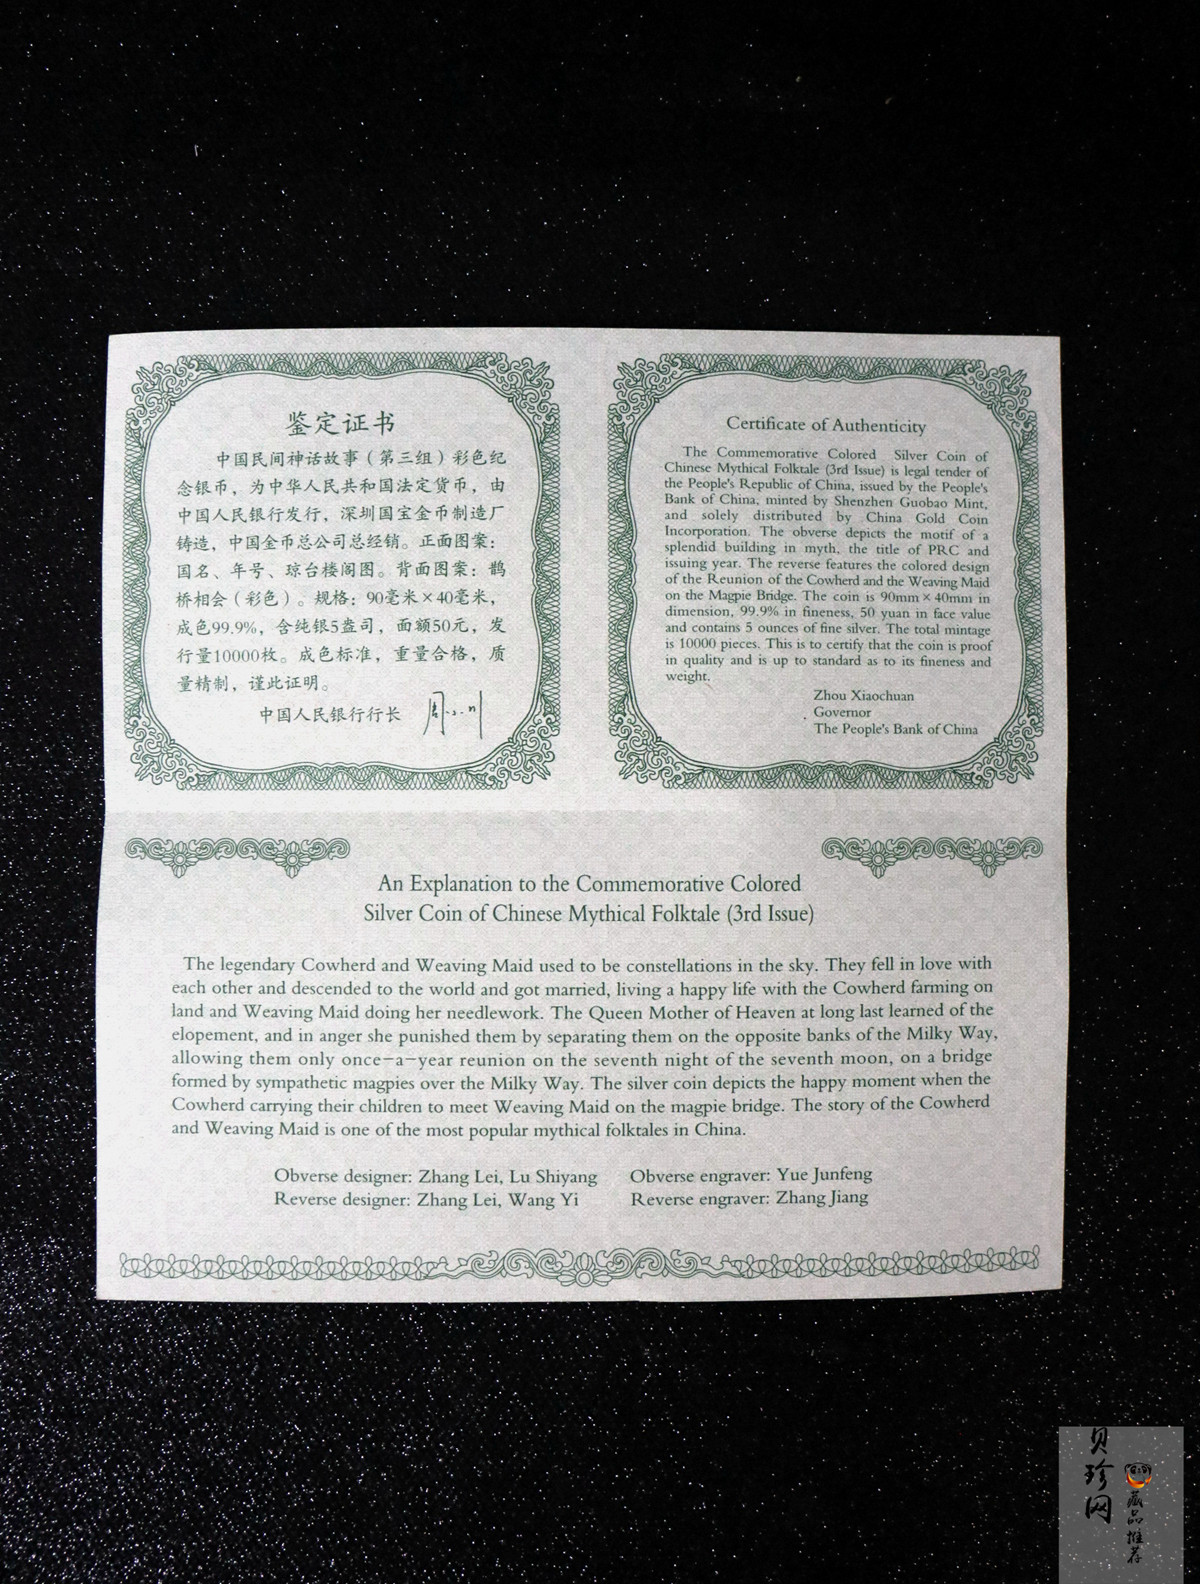 鉴定证书
中国民间神话故事（第三组）彩色纪
念银币，为中华人民共和国法定货币，由
中国人民银行发行，深圳国宝金币制造厂
铸造，中国金币总公司总经销。正面图案：
国名、年号、琼台楼阁图。背面图案：鹊
桥相会（彩色）。规格：90毫米×40毫米，
成色99.9%，含纯银5盎司，面额50元，发
行量10000枚。成色标准，重量合格，质
量精制，谨此证明。
中国人民银行行长 周小川
Certificate of Authenticity
The Commemorative Colored Silver Coin of
Chinese Mythical Folktale (3rd Issue) is legal tender of
the People's Republic of China, issued by the People's
Bank of China, minted by Shenzhen Guobao Mint,
and solely distributed by China Gold Coin
Incorporation. The obverse depicts the motif of a
splendid building in myth, the title of PRC and
issuing year. The reverse features the colored design
of the Reunion of the Cowherd and the Weaving Maid
on the Magpie Bridge. The coin is 90mm×40mm in
dimension, 99.9% in fineness, 50 yuan in face value
and contains 5 ounces of fine silver. The total mintage
is 10000 pieces. This is to certify that the coin is proof
in quality and is up to standard as to its fineness and
weight.
Zhou Xiaochuan
Governor
The People's Bank of China
An Explanation to the Commemorative Colored
Silver Coin of Chinese Mythical Folktale (3rd Issue)
The legendary Cowherd and Weaving Maid used to be constellations in the sky. They fell in love with
each other and descended to the world and got married, living a happy life with the Cowherd farming on
land and Weaving Maid doing her needlework. The Queen Mother of Heaven at long last learned of the
elopement, and in anger she punished them by separating them on the opposite banks of the Milky Way,
allowing them only once-a-year reunion on the seventh night of the seventh moon, on a bridge
formed by sympathetic magpies over the Milky Way. The silver coin depicts the happy moment when the
Cowherd carrying their children to meet Weaving Maid on the magpie bridge. The story of the Cowherd
and Weaving Maid is one of the most popular mythical folktales in China.
Obverse designer: Zhang Lei, Lu Shiyang Obverse engraver: Yue Junfeng
Reverse designer: Zhang Lei, Wang Yi Reverse engraver: Zhang Jiang
贝珍网
藏品推荐